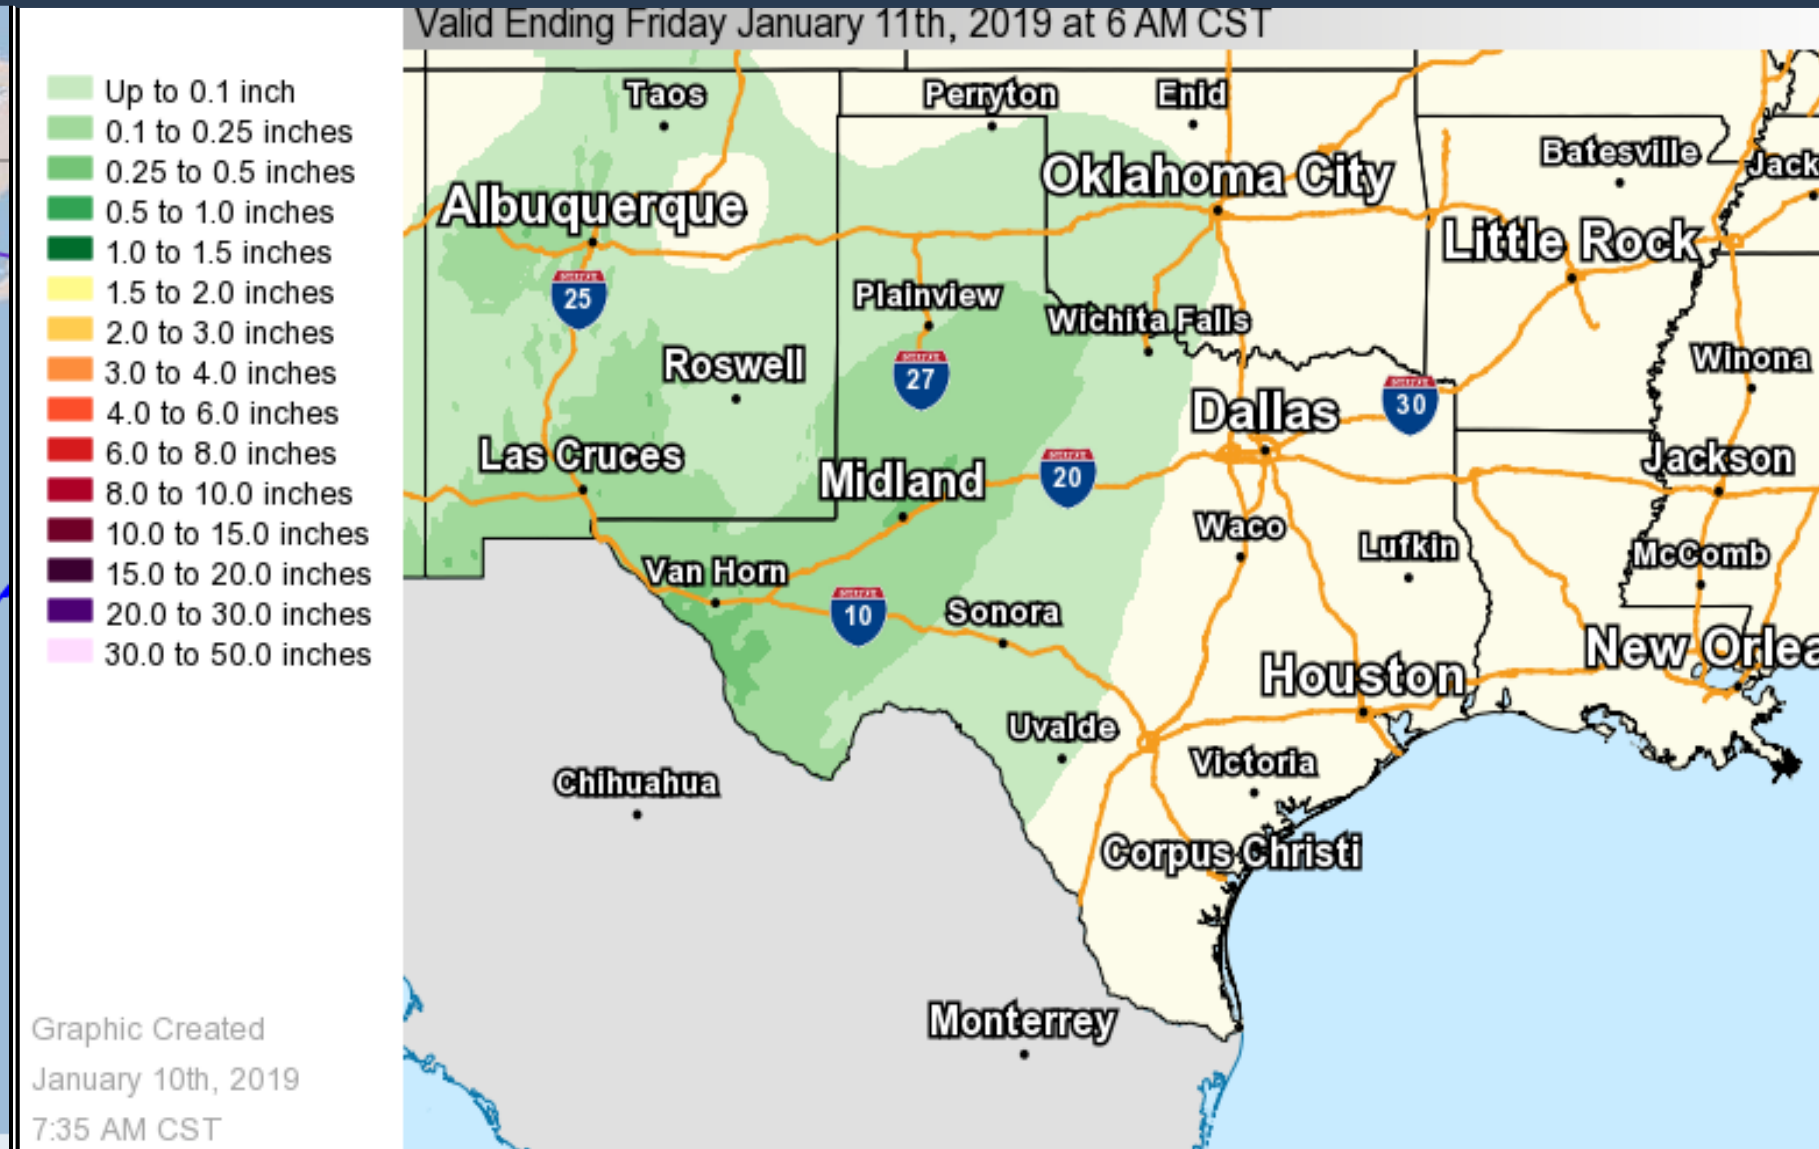 Valid Ending Friday January 11th, 2019 at 6 AM CST
Up to 0.1 inch
0.1 to 0.25 inches
0.25 to 0.5 inches
0.5 to 1.0 inches
1.0 to 1.5 inches
1.5 to 2.0 inches
2.0 to 3.0 inches
3.0 to 4.0 inches
4.0 to 6.0 inches
6.0 to 8.0 inches
8.0 to 10.0 inches
10.0 to 15.0 inches
15.0 to 20.0 inches
20.0 to 30.0 inches
30.0 to 50.0 inches
Graphic Created
January 10th, 2019
7:35 AM CST
Taos
Perryton
Enid
Batesville
Jack
Oklahoma City
Albuquerque
Little Rock
25
Plainview
Wichita Falls
Roswell
27
Winona
30
Dallas
Las Cruces
Midland
20
Jackson
Waco
Lufkin
McComb
Van Horn
10
Sonora
New Orlea
Houston
Uvalde
Victoria
Chihuahua
Corpus Christi
Monterrey